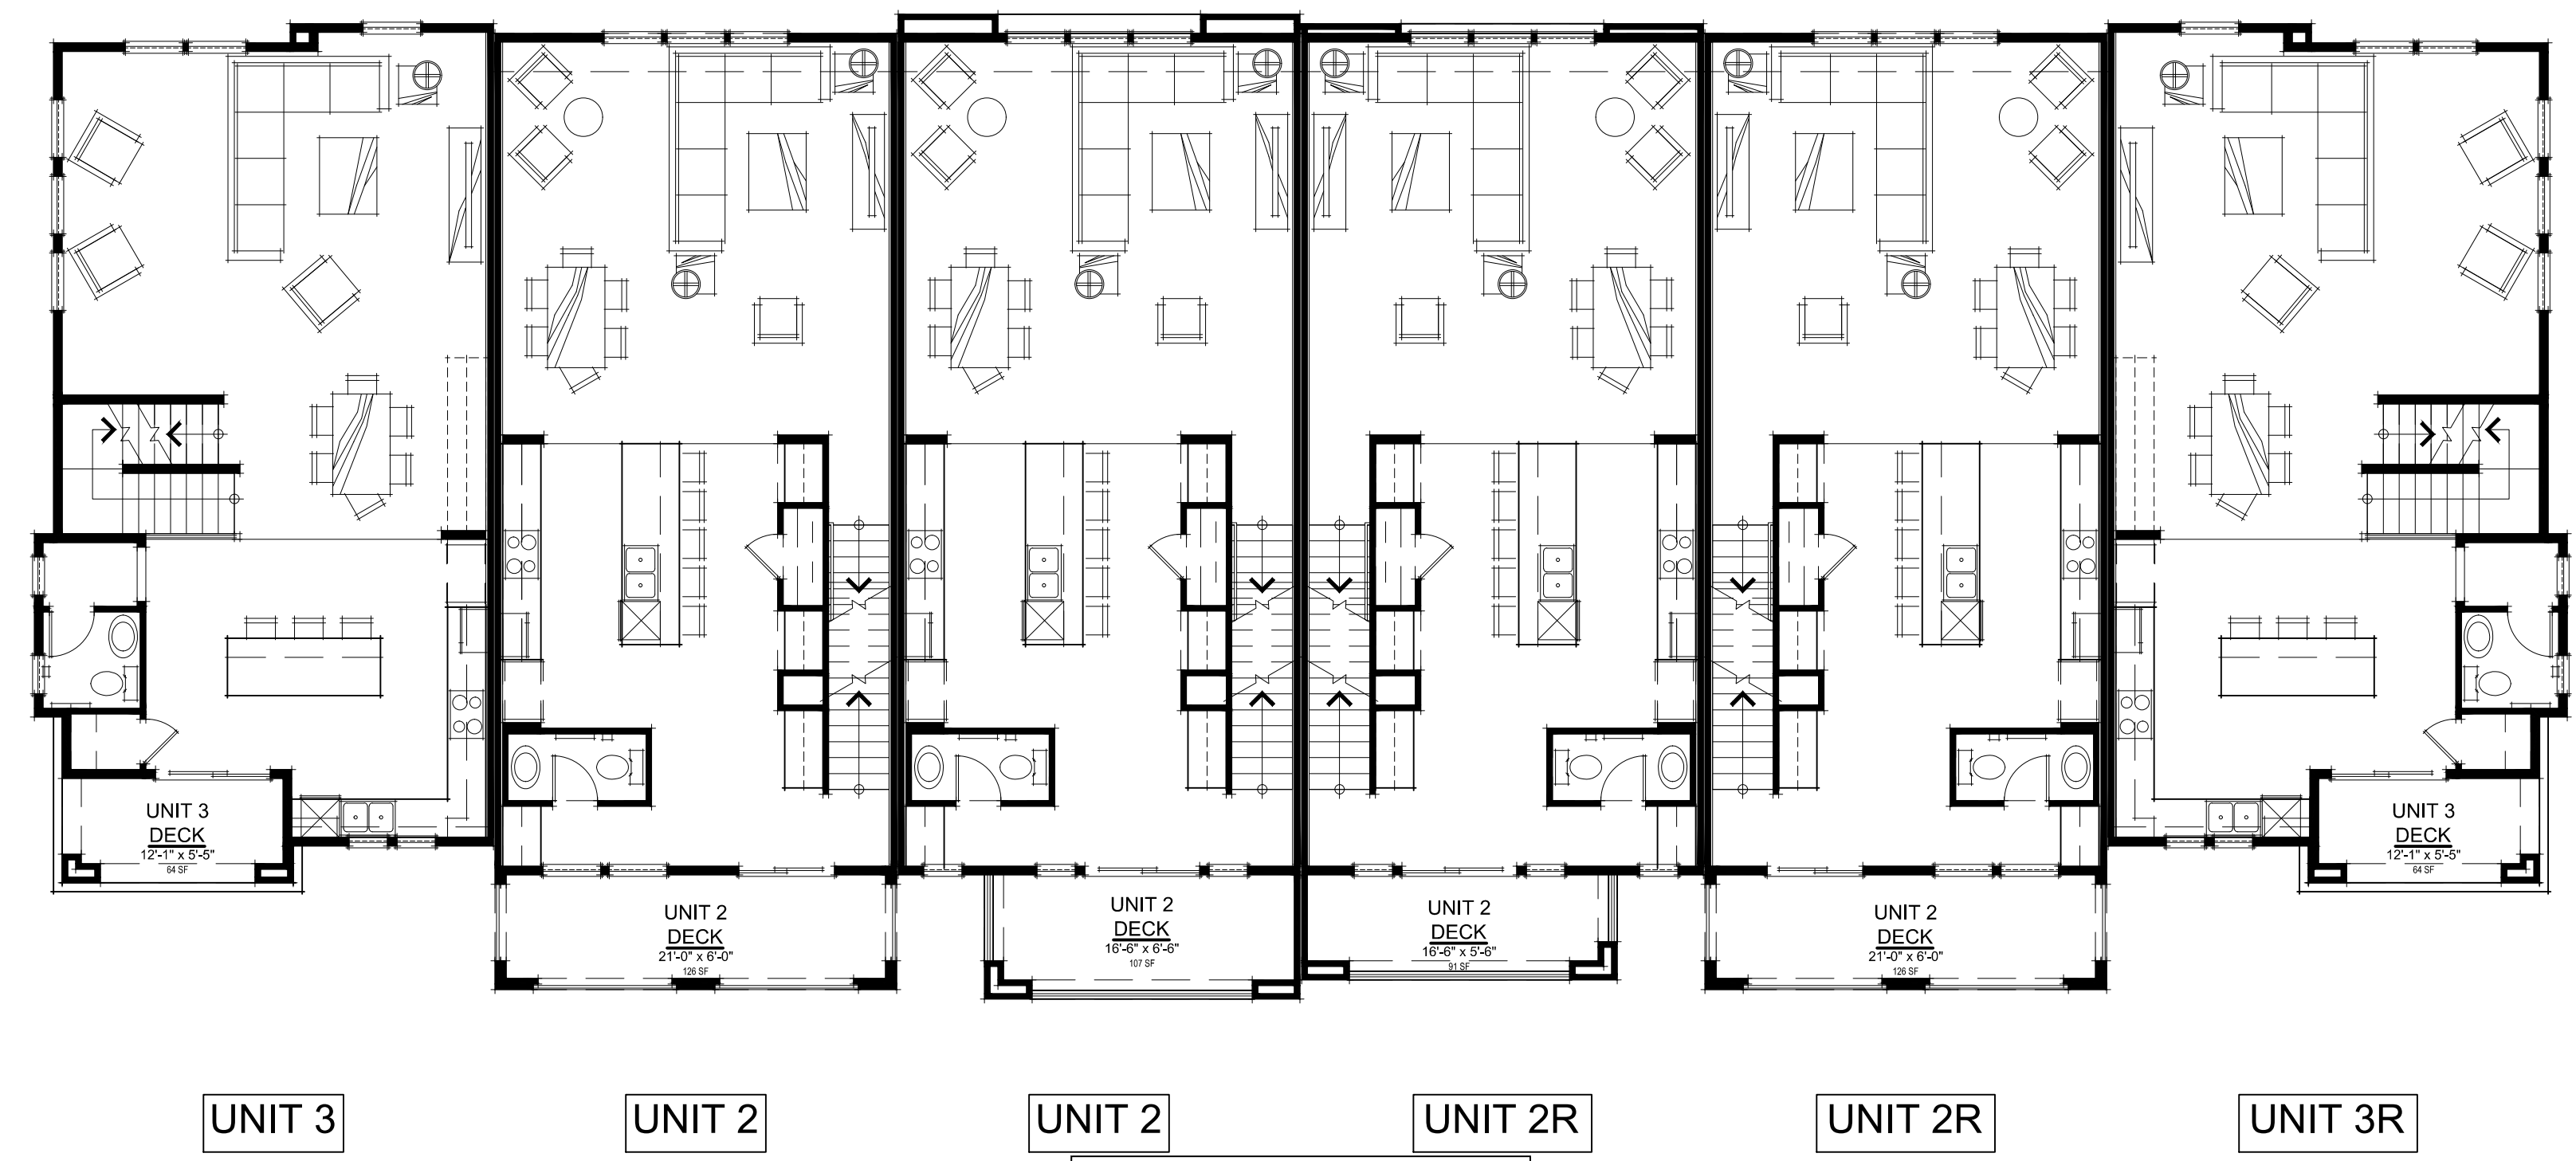 UNIT 3
DECK
12'-1" x 5'-5"
64 SF
UNIT 2
DECK
21'-0" x 6'-0"
126 SF
UNIT 2
DECK
16'-6" x 6'-6"
107 SF
UNIT 2
DECK
16'-6" x 5'-6"
91 SF
UNIT 2
DECK
21'-0" x 6'-0"
126 SF
UNIT 3
DECK
12'-1" x 5'-5"
64 SF
UNIT 3
UNIT 2
UNIT 2
UNIT 2R
UNIT 2R
UNIT 3R